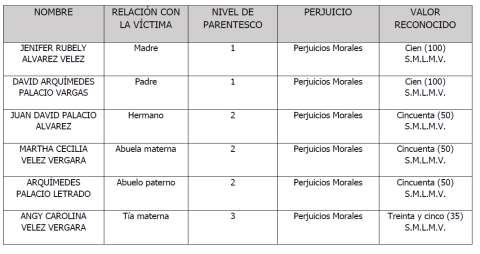 NOMBRE RELACIÓN CON LA VÍCTIMA NIVEL DE PARENTESCO PERJUICIO VALOR RECONOCIDO
JENIFER RUBELY ALVAREZ VELEZ Madre 1 Perjuicios Morales Cien (100) S.M.L.M.V.
DAVID ARQUÍMEDES PALACIO VARGAS Padre 1 Perjuicios Morales Cien (100) S.M.L.M.V.
JUAN DAVID PALACIO ALVAREZ Hermano 2 Perjuicios Morales Cincuenta (50) S.M.L.M.V.
MARTHA CECILIA VELEZ VERGARA Abuela materna 2 Perjuicios Morales Cincuenta (50) S.M.L.M.V.
ARQUÍMEDES PALACIO LETRADO Abuelo paterno 2 Perjuicios Morales Cincuenta (50) S.M.L.M.V.
ANGY CAROLINA VELEZ VERGARA Tía materna 3 Perjuicios Morales Treinta y cinco (35) S.M.L.M.V.